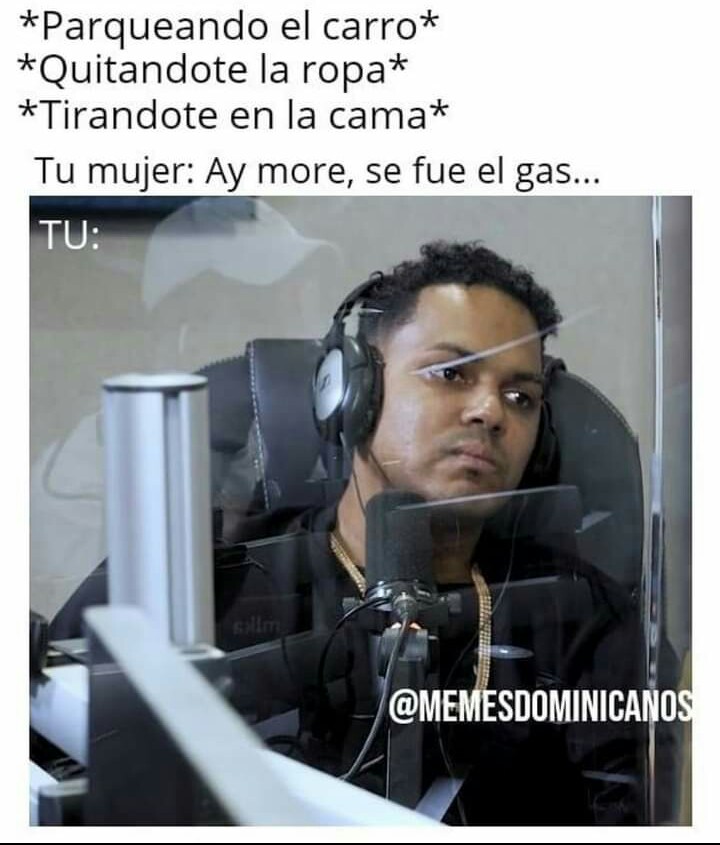 *Parqueando el carro*
*Quitandote la ropa*
*Tirandote en la cama*
Tu mujer: Ay more, se fue el gas...
TU:
@MEMESDOMINICANOS